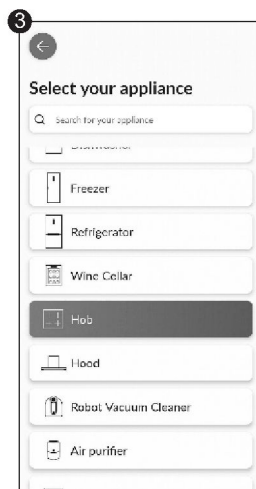 3
Select your appliance
Search for your appliance
Dishwasher
Freezer
Refrigerator
Wine Cellar
Hob
Hood
Robot Vacuum Cleaner
Air purifier